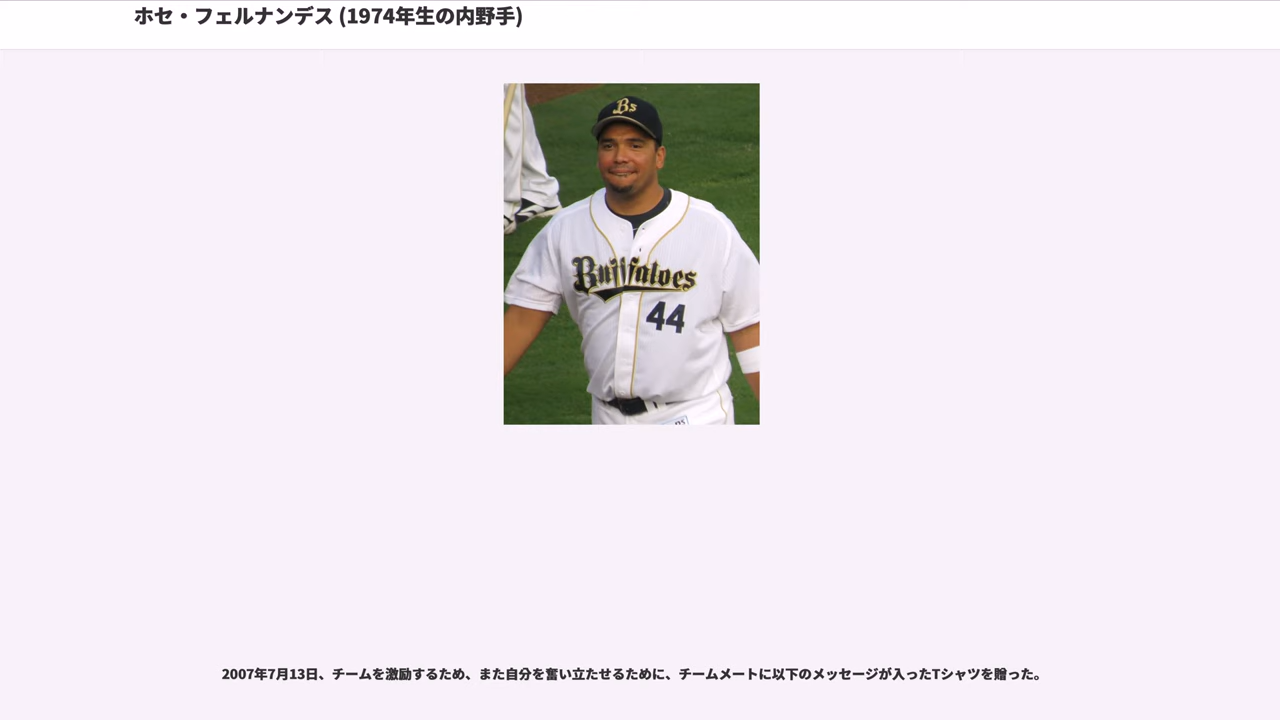 ホセ・フェルナンデス (1974年生の内野手)
Bs
Buffaloes
44
2007年7月13日、チームを激励するため、また自分を奮い立たせるために、チームメートに以下のメッセージが入ったTシャツを贈った。